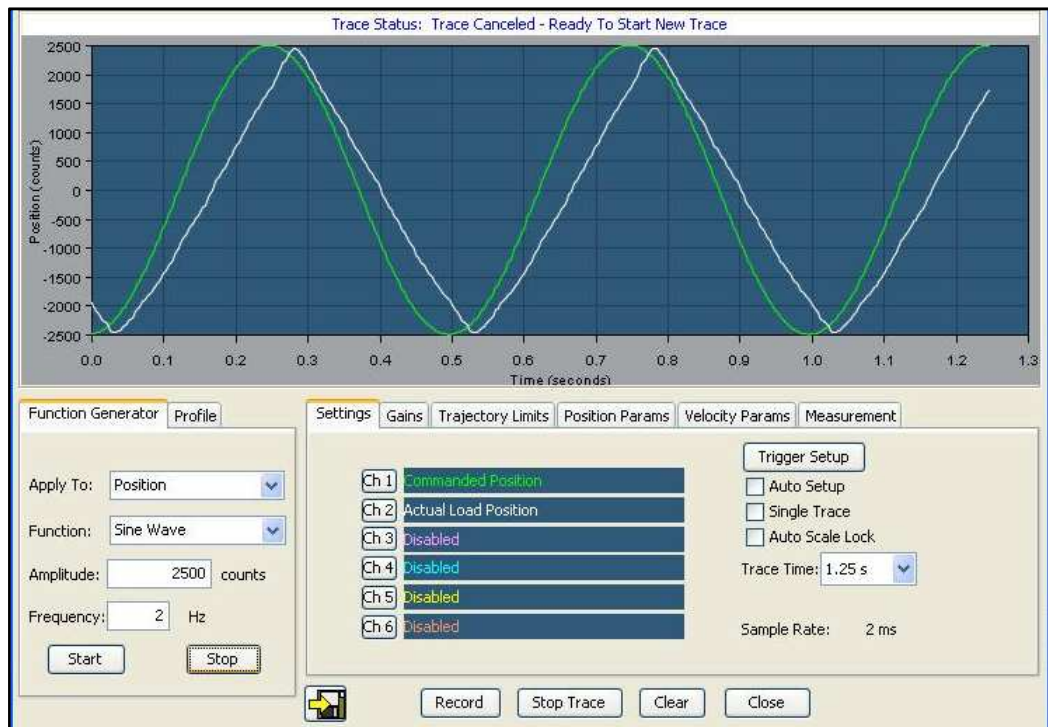 Trace Status: Trace Canceled - Ready To Start New Trace
Position (counts)
2500
2000
1500
1000
500
0
-500
-1000
-1500
-2000
-2500
0.0 0.1 0.2 0.3 0.4 0.5 0.6 0.7 0.8 0.9 1.0 1.1 1.2 1.3
Time (seconds)
Function Generator Profile
Apply To: Position
Function: Sine Wave
Amplitude: 2500 counts
Frequency: 2 Hz
Start Stop
Settings Gains Trajectory Limits Position Params Velocity Params Measurement
Ch 1 Commanded Position
Ch 2 Actual Load Position
Ch 3 Disabled
Ch 4 Disabled
Ch 5 Disabled
Ch 6 Disabled
Trigger Setup
Auto Setup
Single Trace
Auto Scale Lock
Trace Time: 1.25 s
Sample Rate: 2 ms
Record Stop Trace Clear Close